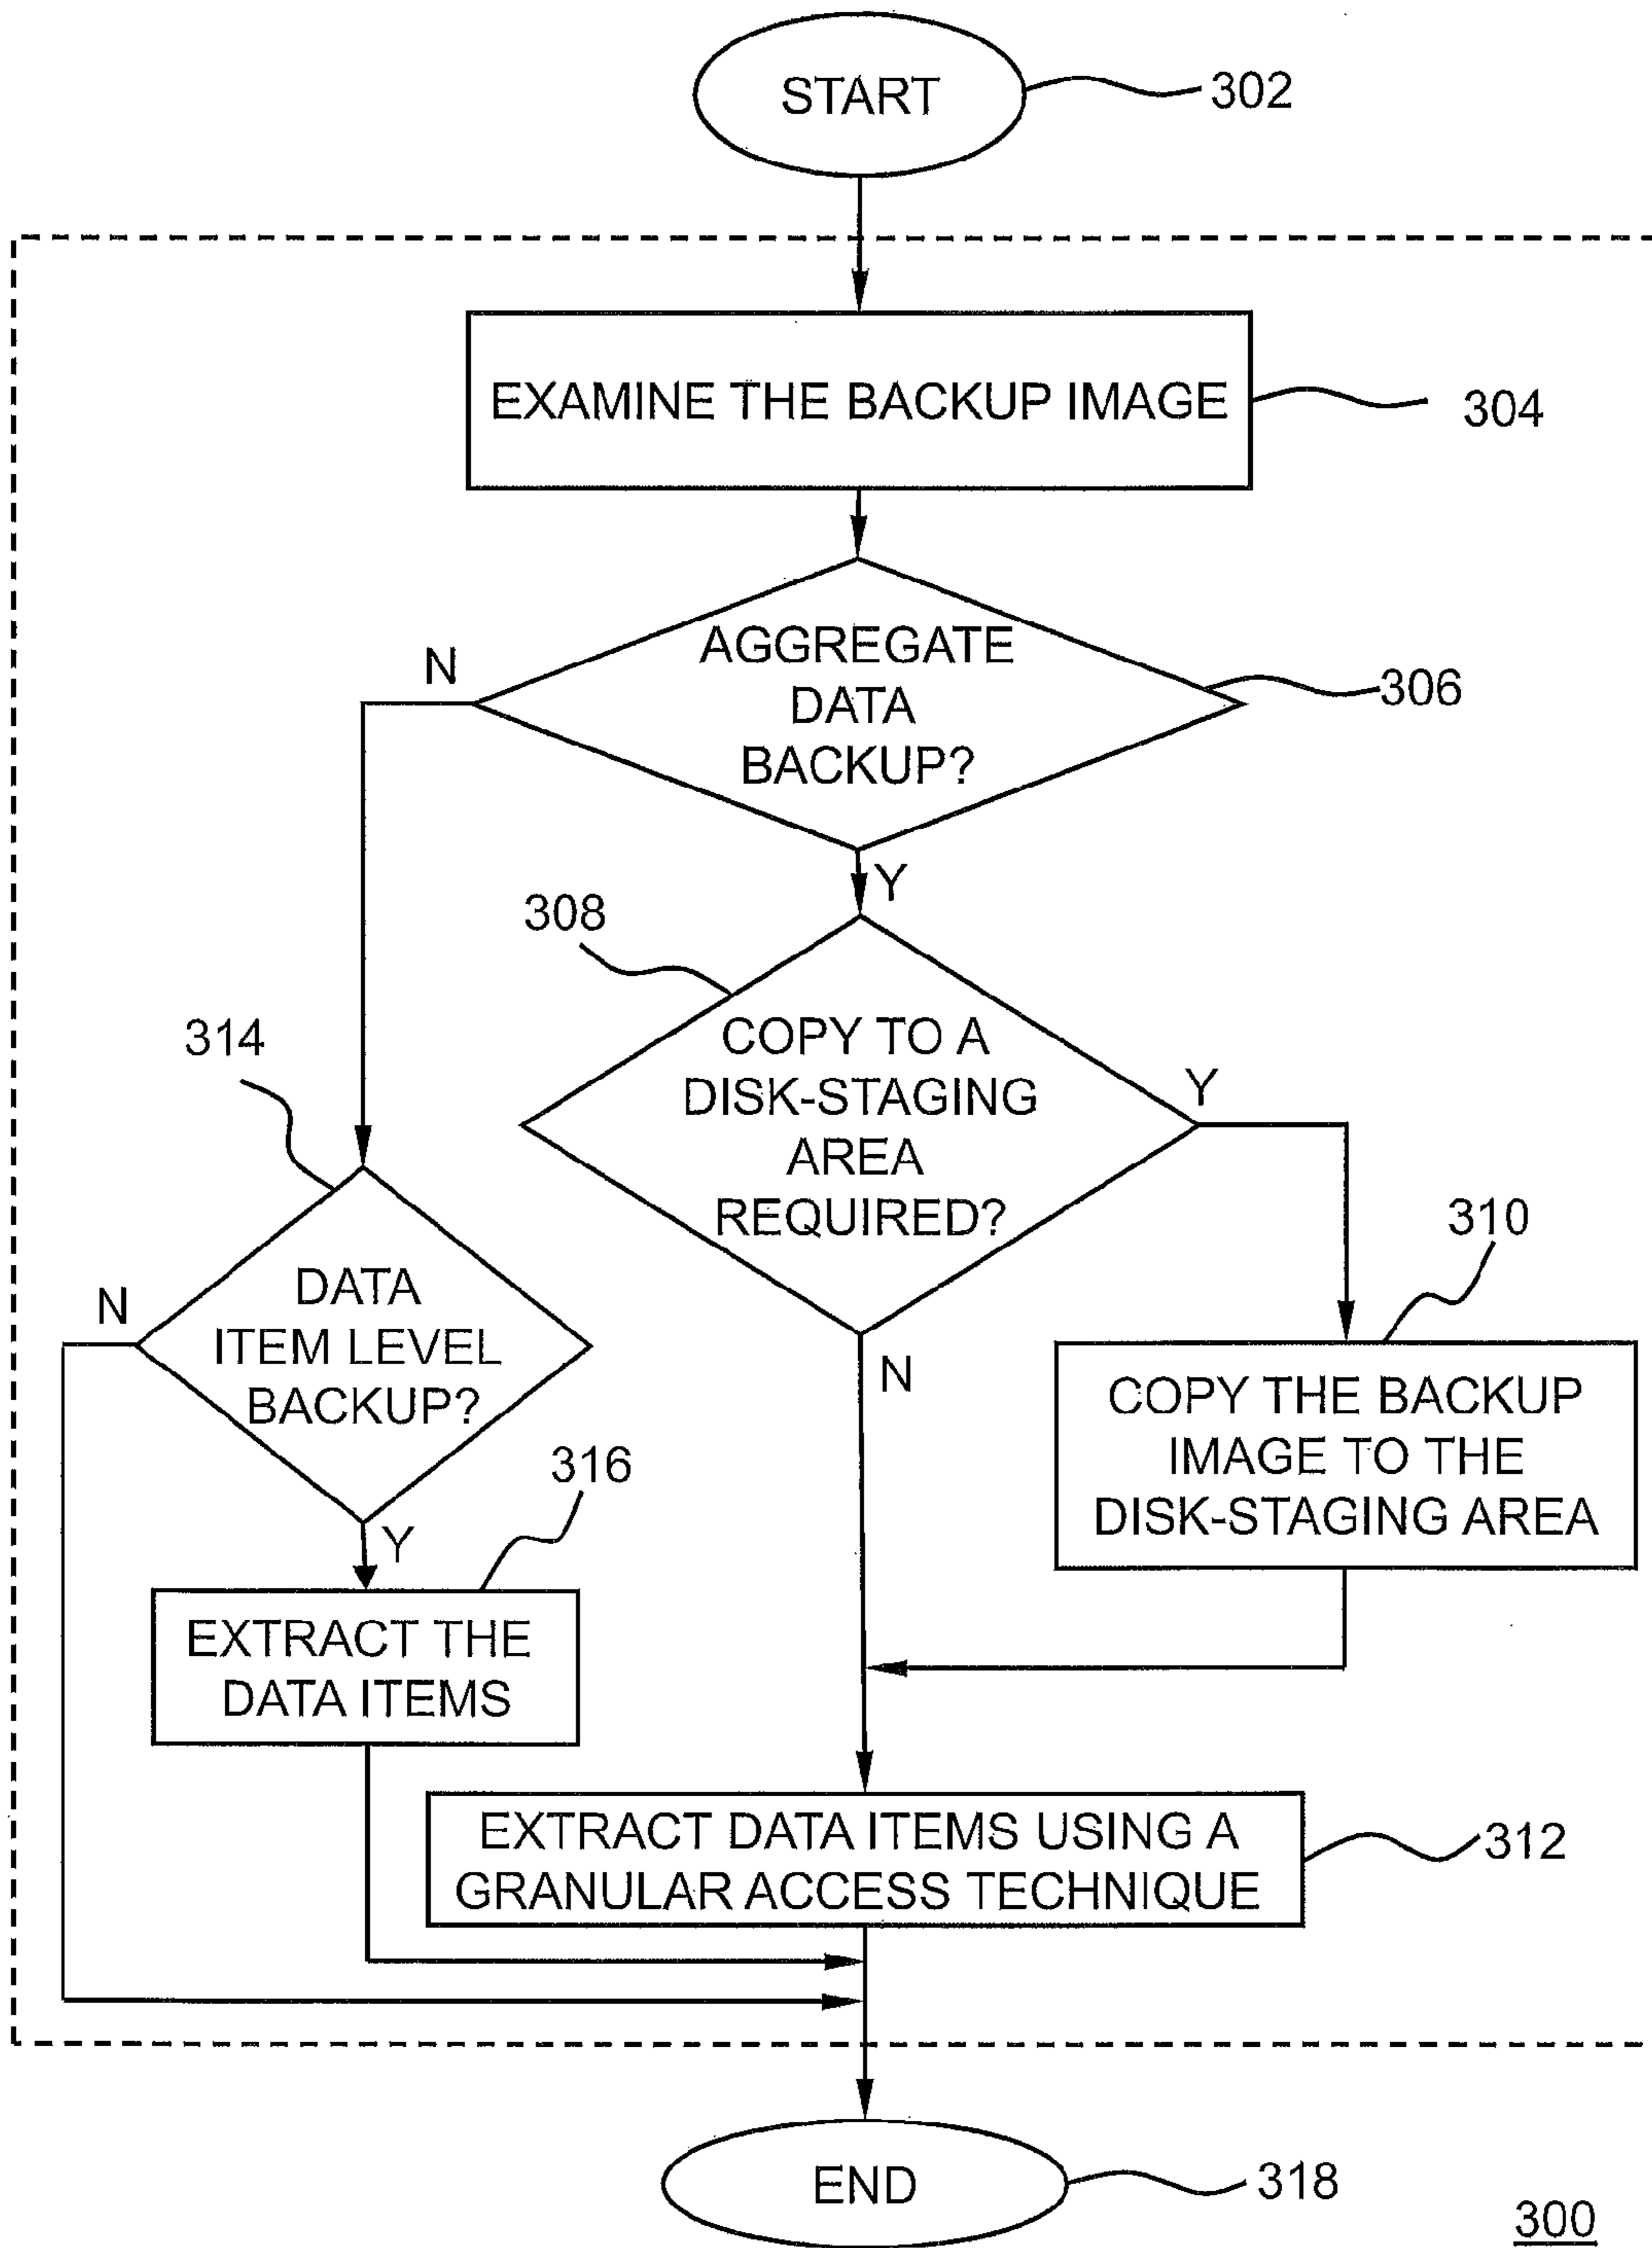 START
302
EXAMINE THE BACKUP IMAGE
304
AGGREGATE
DATA
BACKUP?
N
306
Y
308
COPY TO A
DISK-STAGING
AREA
REQUIRED?
Y
314
310
DATA
ITEM LEVEL
BACKUP?
N
N
COPY THE BACKUP
IMAGE TO THE
DISK-STAGING AREA
Y
316
EXTRACT THE
DATA ITEMS
EXTRACT DATA ITEMS USING A
GRANULAR ACCESS TECHNIQUE
312
END
318
300